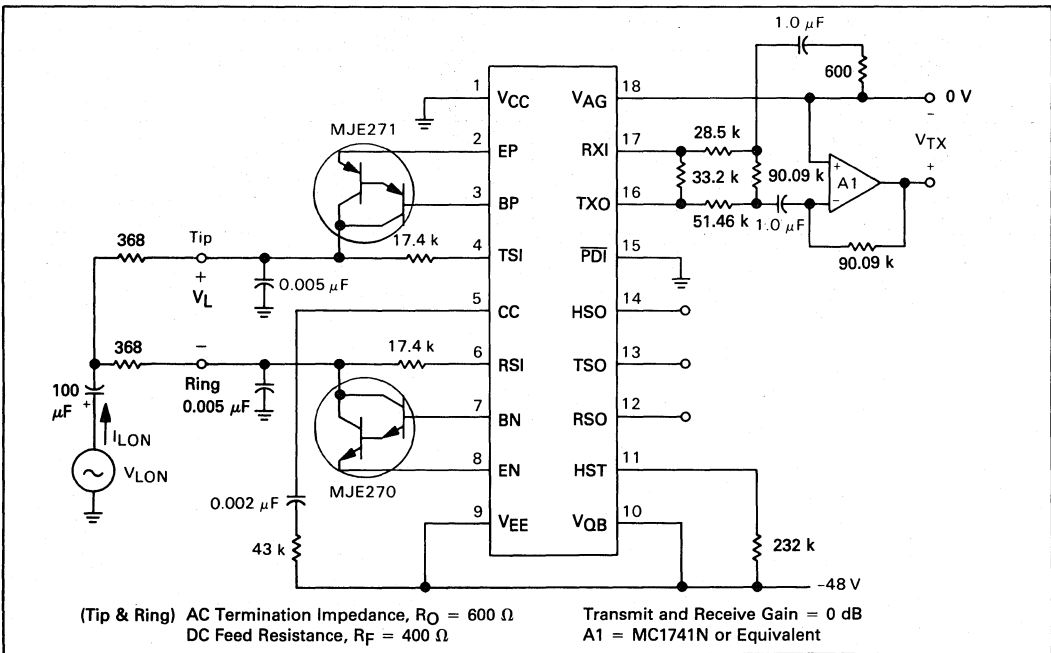 1.0 μF
600
1 VCC
VAG 18
0 V
MJE271
2 EP
RXI 17
28.5 k
−
VTX
+
33.2 k
90.09 k
+
A1
−
3 BP
TXO 16
51.46 k
1.0 μF
90.09 k
368
Tip
17.4 k
4 TSI
PDI 15
+
VL
0.005 μF
5 CC
HSO 14
368
−
17.4 k
6 RSI
TSO 13
Ring
0.005 μF
100
μF
+
7 BN
RSO 12
ILON
VLON
8 EN
HST 11
MJE270
0.002 μF
9 VEE
VQB 10
43 k
232 k
−48 V
(Tip & Ring) AC Termination Impedance, RO = 600 Ω
DC Feed Resistance, RF = 400 Ω
Transmit and Receive Gain = 0 dB
A1 = MC1741N or Equivalent